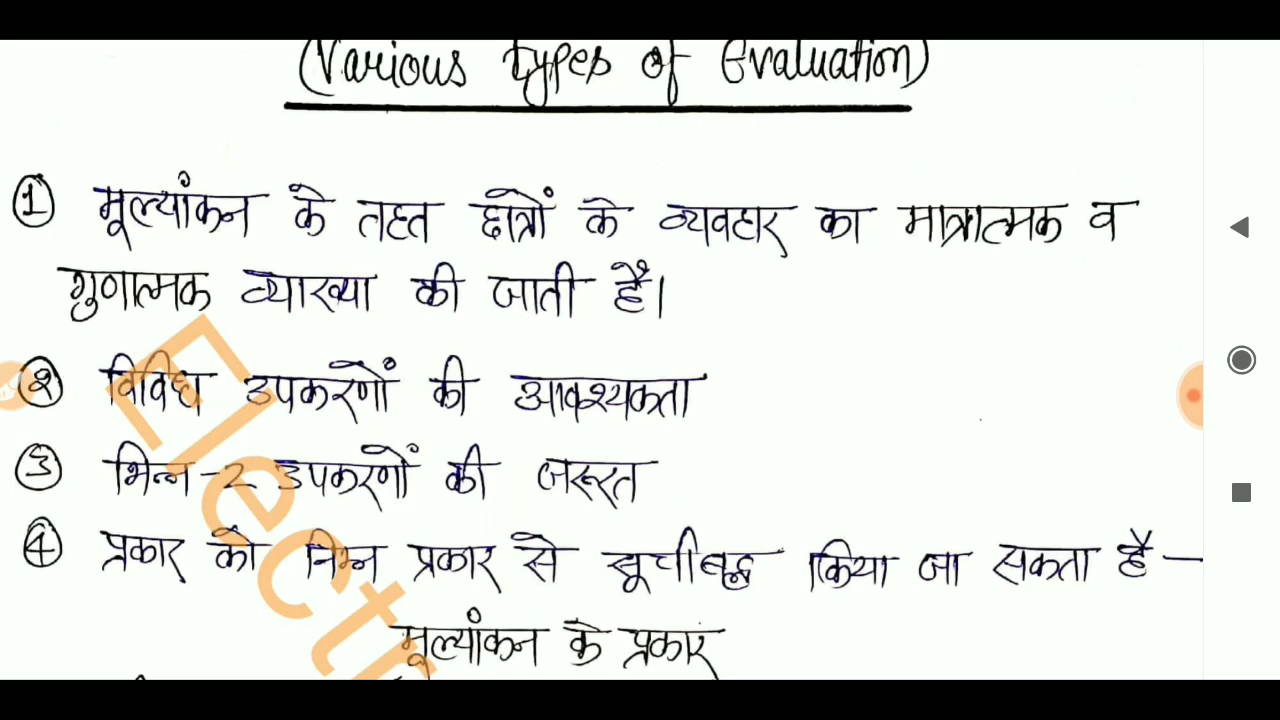 (Various types of Evaluation)
① मूल्यांकन के तहत छात्रों के व्यवहार का मात्रात्मक व
गुणात्मक व्याख्या की जाती है।
② विविध उपकरणों की आवश्यकता
③ भिन्न-2 उपकरणों की जरूरत
④ प्रकार को निम्न प्रकार से सूचीबद्ध किया जा सकता है —
मूल्यांकन के प्रकार